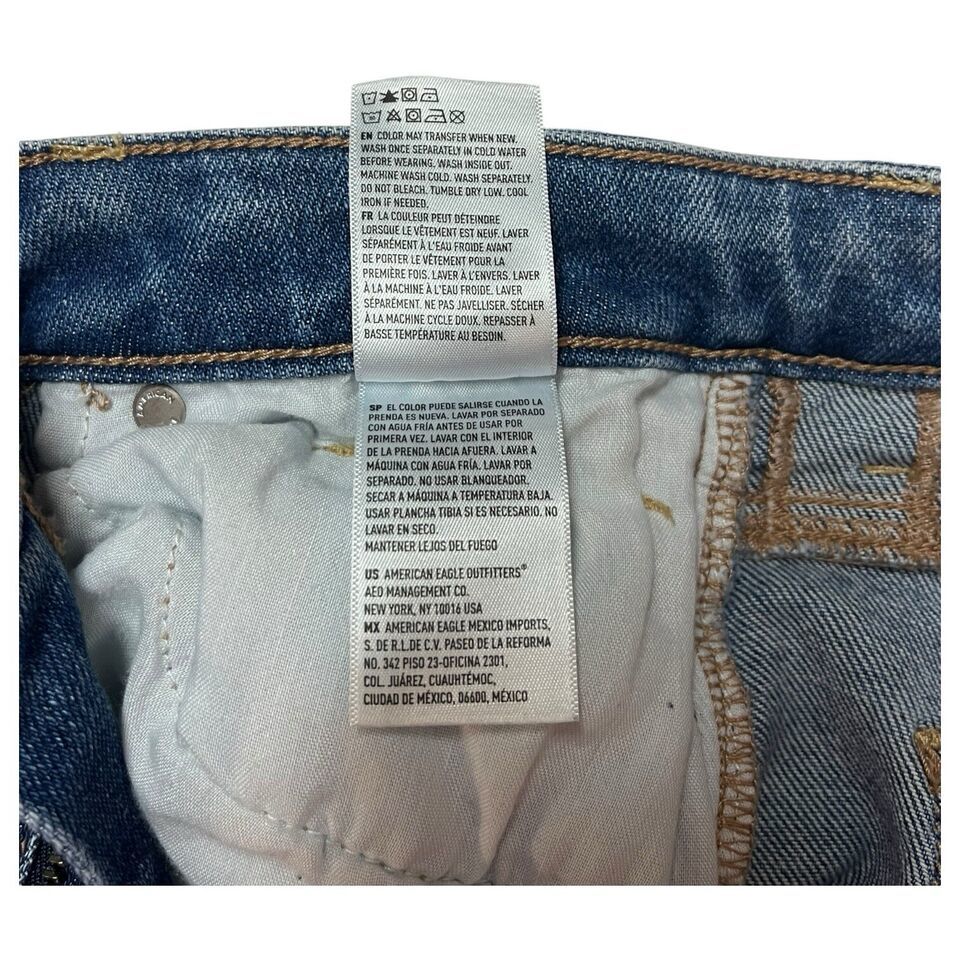 EN COLOR MAY TRANSFER WHEN NEW.
WASH ONCE SEPARATELY IN COLD WATER
BEFORE WEARING. WASH INSIDE OUT.
MACHINE WASH COLD. WASH SEPARATELY.
DO NOT BLEACH. TUMBLE DRY LOW. COOL
IRON IF NEEDED.
FR LA COULEUR PEUT DÉTEINDRE
LORSQUE LE VÊTEMENT EST NEUF. LAVER
SÉPARÉMENT À L'EAU FROIDE AVANT
DE PORTER LE VÊTEMENT POUR LA
PREMIÈRE FOIS. LAVER À L'ENVERS. LAVER
À LA MACHINE À L'EAU FROIDE. LAVER
SÉPARÉMENT. NE PAS JAVELLISER. SÉCHER
À LA MACHINE CYCLE DOUX. REPASSER À
BASSE TEMPÉRATURE AU BESOIN.
SP EL COLOR PUEDE SALIRSE CUANDO LA
PRENDA ES NUEVA. LAVAR POR SEPARADO
CON AGUA FRÍA ANTES DE USAR POR
PRIMERA VEZ. LAVAR CON EL INTERIOR
DE LA PRENDA HACIA AFUERA. LAVAR A
MÁQUINA CON AGUA FRÍA. LAVAR POR
SEPARADO. NO USAR BLANQUEADOR.
SECAR A MÁQUINA A TEMPERATURA BAJA.
USAR PLANCHA TIBIA SI ES NECESARIO. NO
LAVAR EN SECO.
MANTENER LEJOS DEL FUEGO
US AMERICAN EAGLE OUTFITTERS®
AEO MANAGEMENT CO.
NEW YORK, NY 10016 USA
MX AMERICAN EAGLE MEXICO IMPORTS,
S. DE R.L.DE C.V. PASEO DE LA REFORMA
NO. 342 PISO 23-OFICINA 2301,
COL. JUÁREZ, CUAUHTÉMOC,
CIUDAD DE MÉXICO, 06600, MÉXICO
AMERICAN